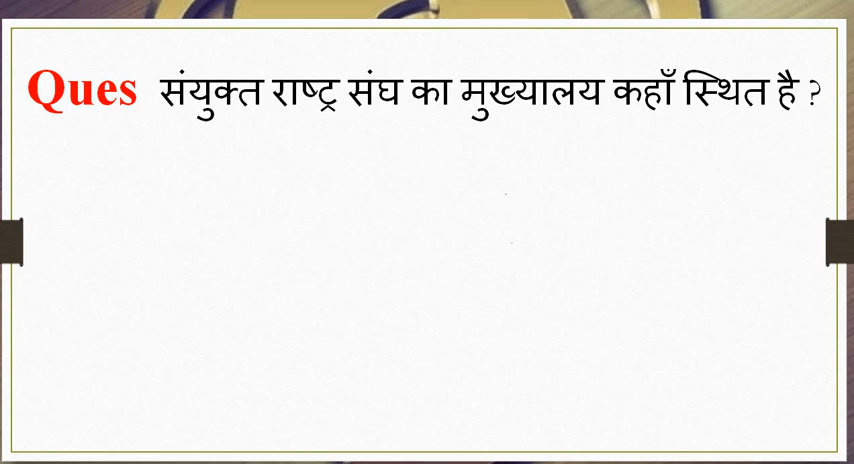 Ques संयुक्त राष्ट्र संघ का मुख्यालय कहाँ स्थित है ?